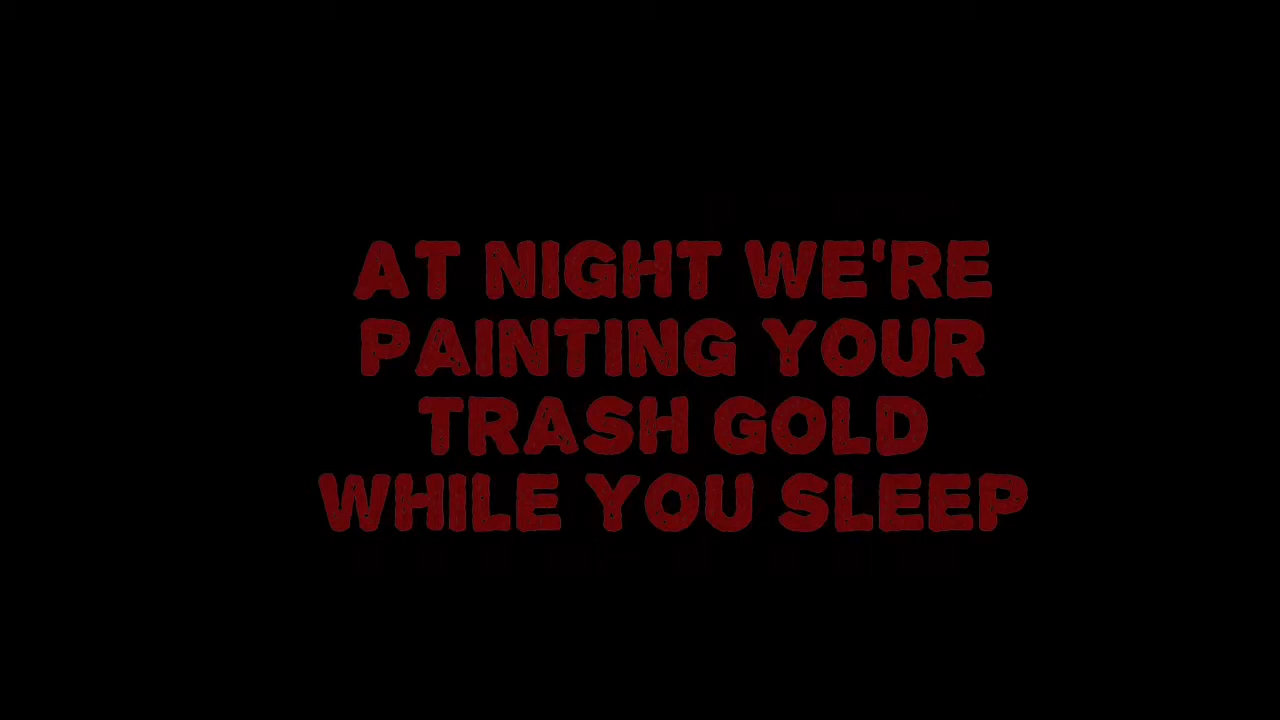 AT NIGHT WE'RE
PAINTING YOUR
TRASH GOLD
WHILE YOU SLEEP